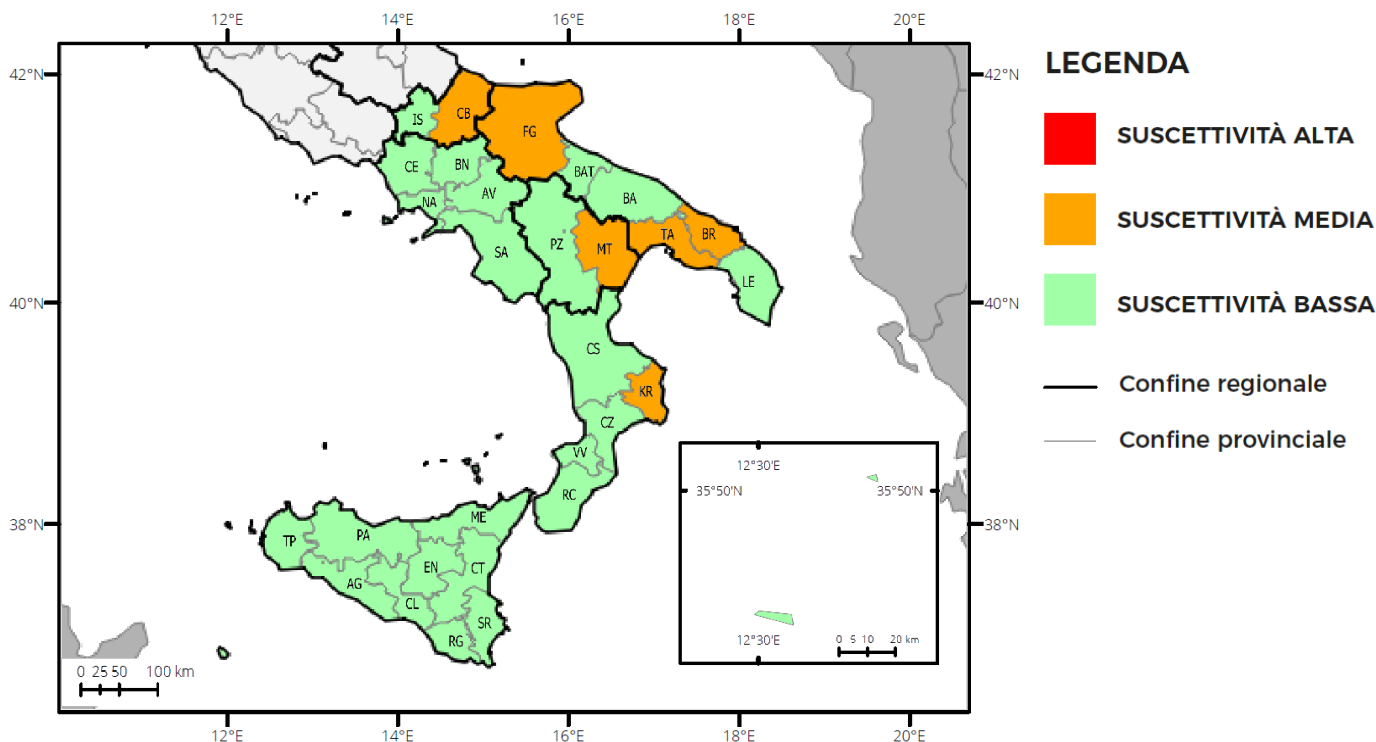 12°E 14°E 16°E 18°E 20°E
42°N 42°N
40°N 40°N
38°N 38°N
IS
CB
FG
CE
BN
BAT
AV
NA
BA
SA
PZ
MT
TA
BR
LE
CS
KR
CZ
VV
RC
ME
TP
PA
EN
CT
AG
CL
SR
RG
12°30'E
35°50'N 35°50'N
12°30'E
0 5 10 20 km
0 25 50 100 km
12°E 14°E 16°E 18°E 20°E
LEGENDA
SUSCETTIVITÀ ALTA
SUSCETTIVITÀ MEDIA
SUSCETTIVITÀ BASSA
Confine regionale
Confine provinciale